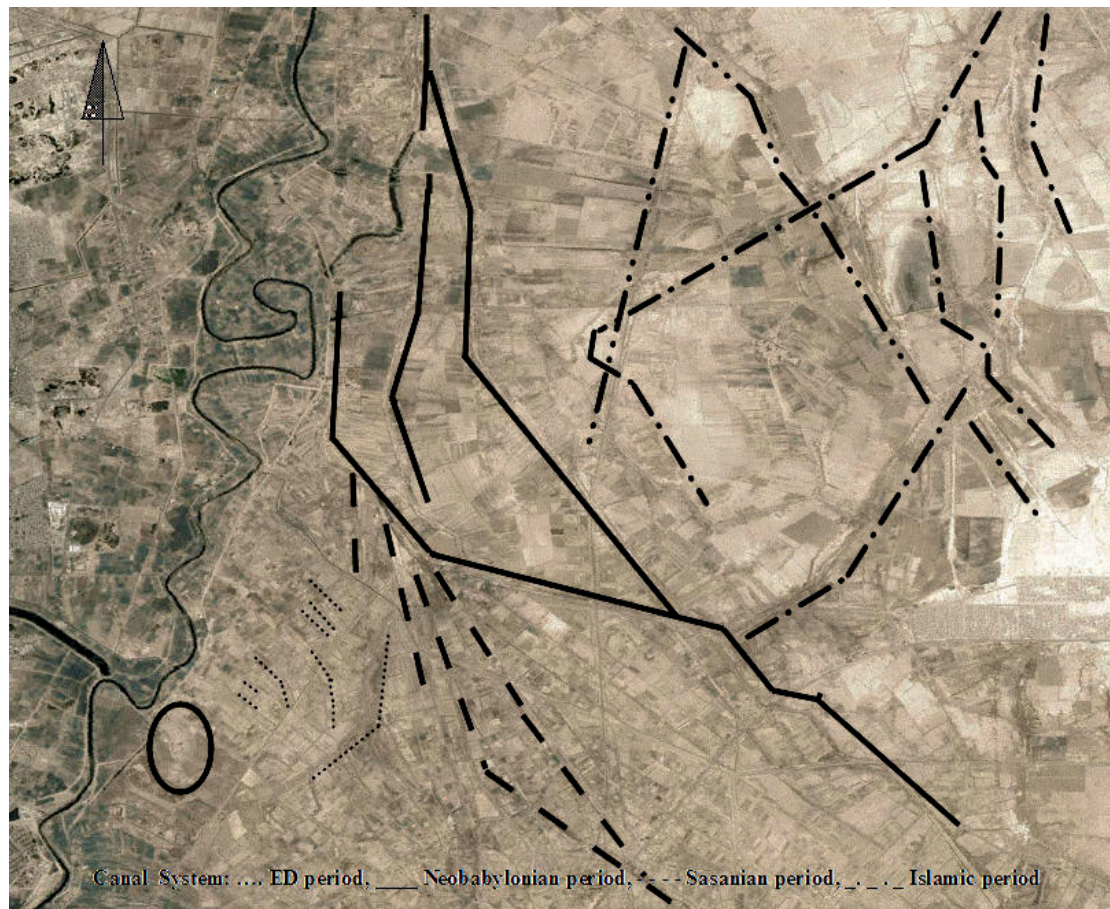 Canal System: .... ED period, ____ Neobabylonian period, - - - - Sasanian period, _. _ . _ Islamic period